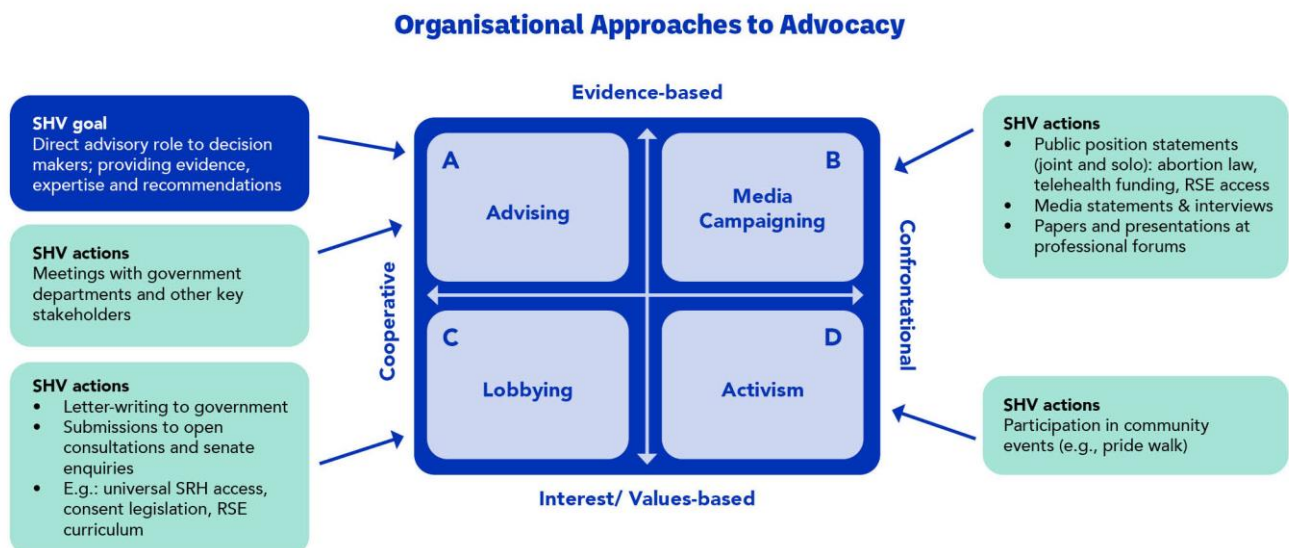 Organisational Approaches to Advocacy
SHV goal
Direct advisory role to decision
makers; providing evidence,
expertise and recommendations
SHV actions
Meetings with government
departments and other key
stakeholders
SHV actions
• Letter-writing to government
• Submissions to open
consultations and senate
enquiries
• E.g.: universal SRH access,
consent legislation, RSE
curriculum
Evidence-based
Cooperative
A
Advising
B
Media
Campaigning
C
Lobbying
D
Activism
Confrontational
Interest/ Values-based
SHV actions
• Public position statements
(joint and solo): abortion law,
telehealth funding, RSE access
• Media statements & interviews
• Papers and presentations at
professional forums
SHV actions
Participation in community
events (e.g., pride walk)